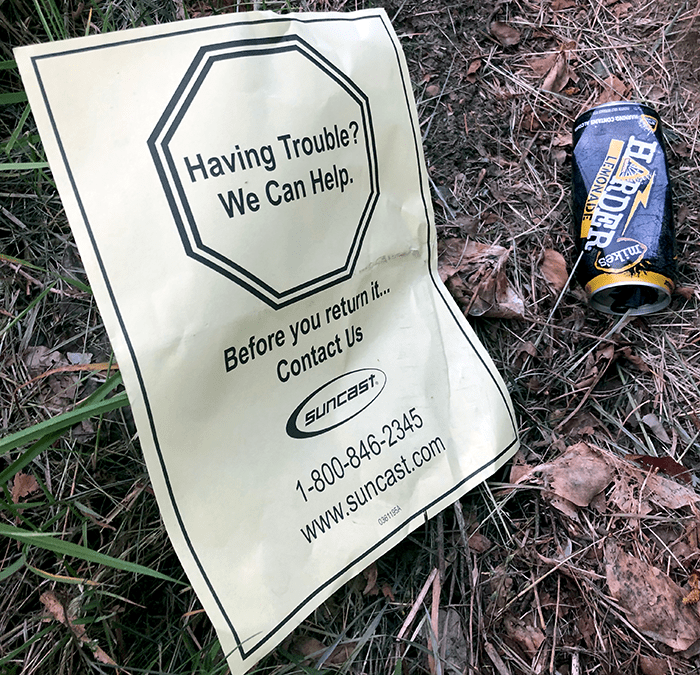 Having Trouble?
We Can Help.
Before you return it...
Contact Us
suncast®
1-800-846-2345
www.suncast.com
mike's
HARDER
LEMONADE